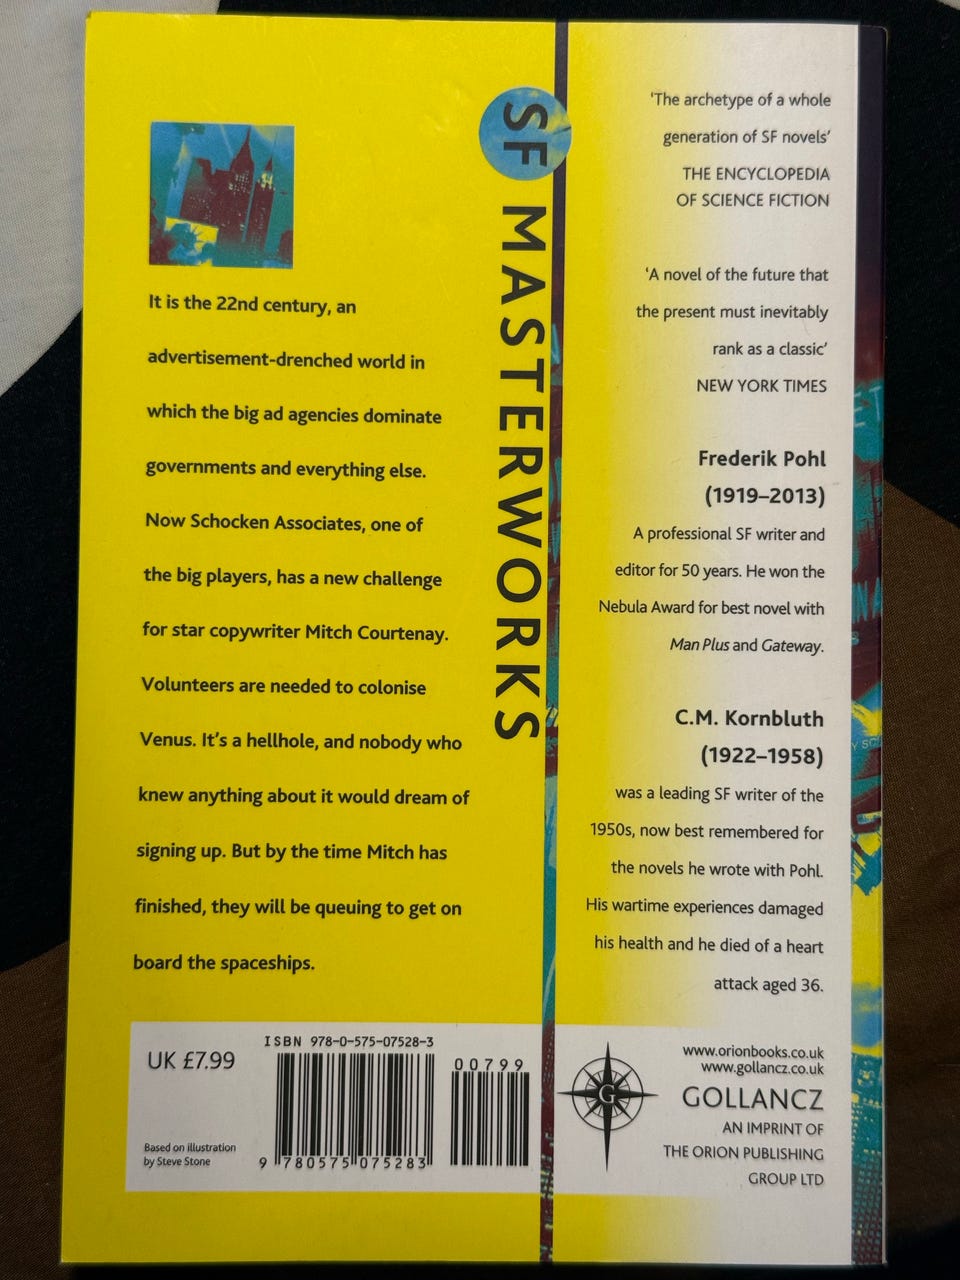 It is the 22nd century, an
advertisement-drenched world in
which the big ad agencies dominate
governments and everything else.
Now Schocken Associates, one of
the big players, has a new challenge
for star copywriter Mitch Courtenay.
Volunteers are needed to colonise
Venus. It's a hellhole, and nobody who
knew anything about it would dream of
signing up. But by the time Mitch has
finished, they will be queuing to get on
board the spaceships.
SF MASTERWORKS
‘The archetype of a whole
generation of SF novels’
THE ENCYCLOPEDIA
OF SCIENCE FICTION
‘A novel of the future that
the present must inevitably
rank as a classic’
NEW YORK TIMES
Frederik Pohl
(1919–2013)
A professional SF writer and
editor for 50 years. He won the
Nebula Award for best novel with
Man Plus and Gateway.
C.M. Kornbluth
(1922–1958)
was a leading SF writer of the
1950s, now best remembered for
the novels he wrote with Pohl.
His wartime experiences damaged
his health and he died of a heart
attack aged 36.
UK £7.99
Based on illustration
by Steve Stone
ISBN 978-0-575-07528-3
00799
9 780575 075283
G
www.orionbooks.co.uk
www.gollancz.co.uk
GOLLANCZ
AN IMPRINT OF
THE ORION PUBLISHING
GROUP LTD